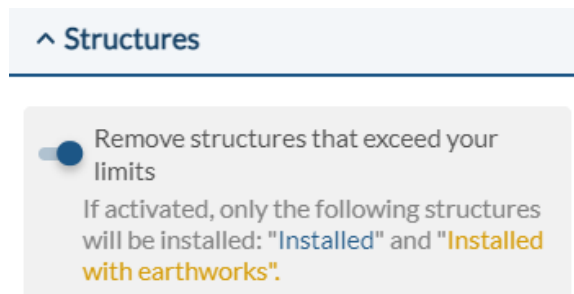 Structures
Remove structures that exceed your
limits
If activated, only the following structures
will be installed: "Installed" and "Installed
with earthworks".